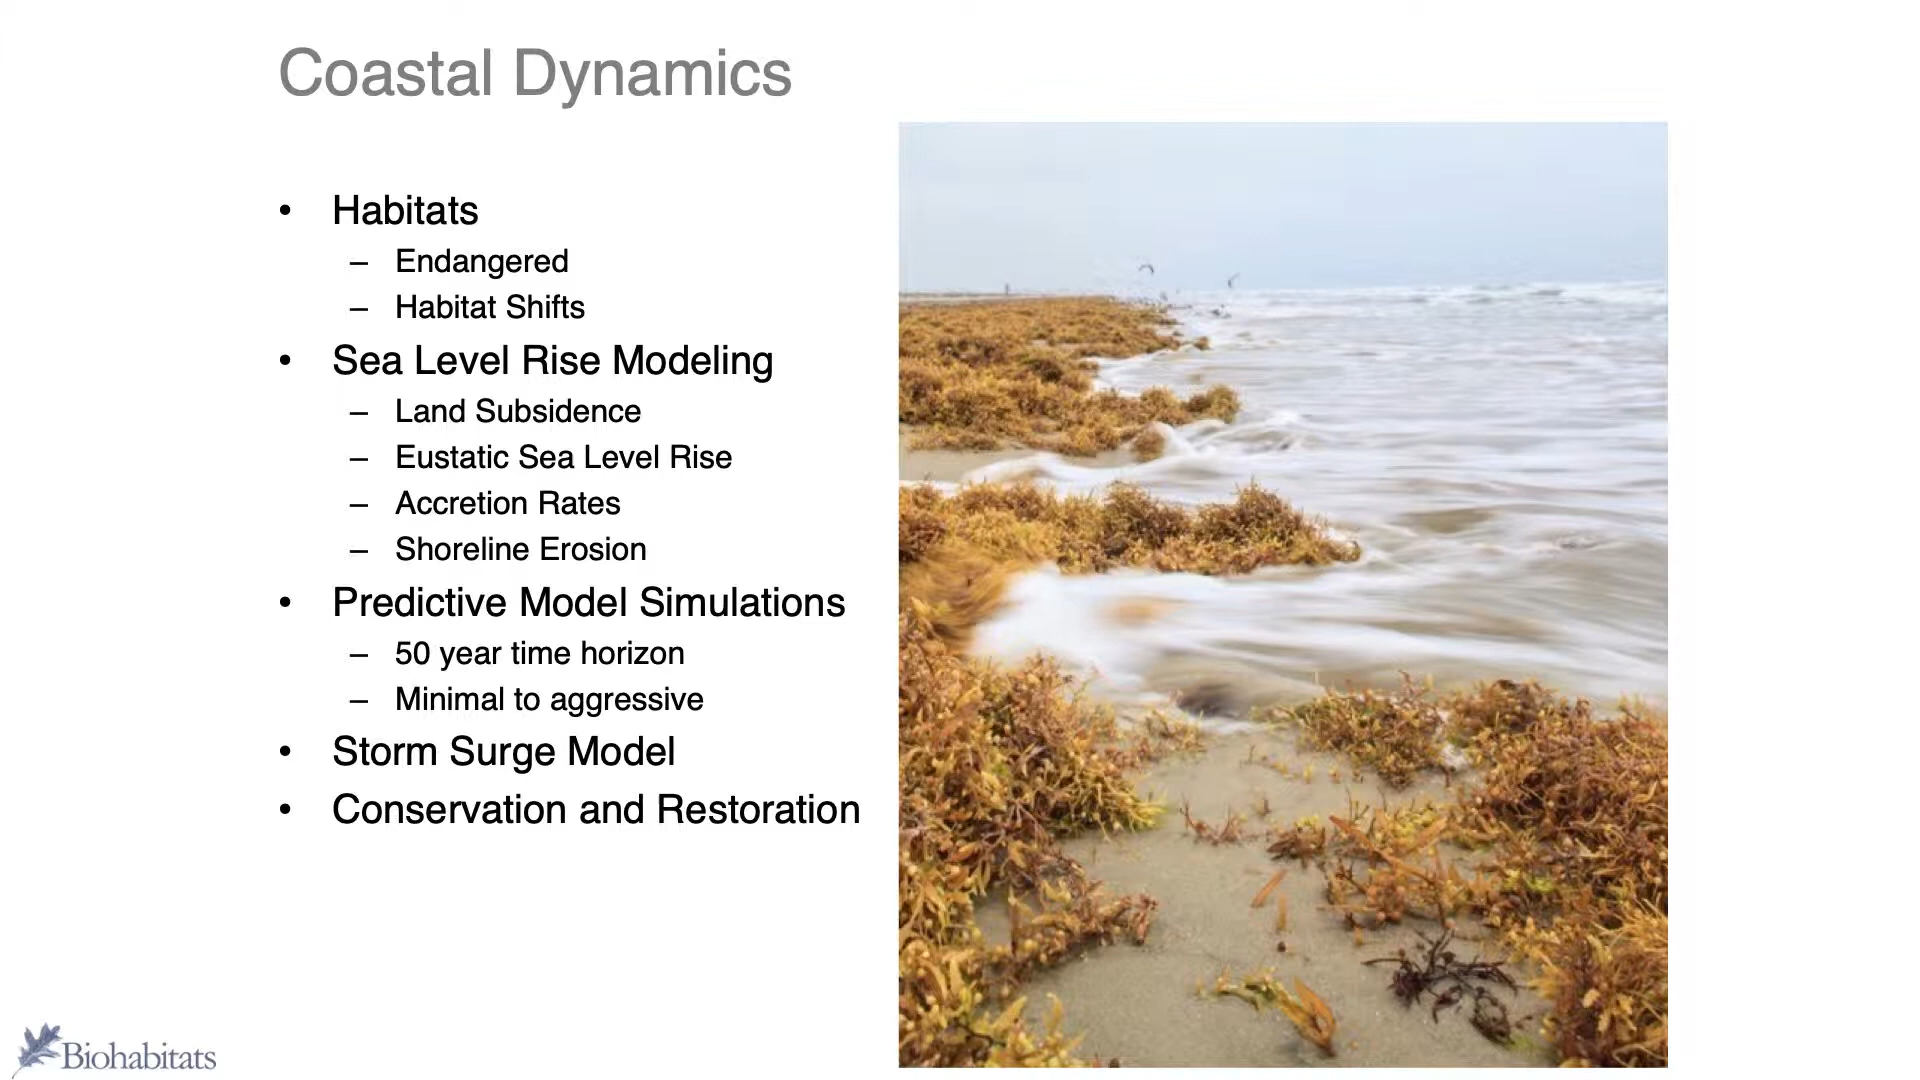 Coastal Dynamics
• Habitats
– Endangered
– Habitat Shifts
• Sea Level Rise Modeling
– Land Subsidence
– Eustatic Sea Level Rise
– Accretion Rates
– Shoreline Erosion
• Predictive Model Simulations
– 50 year time horizon
– Minimal to aggressive
• Storm Surge Model
• Conservation and Restoration
Biohabitats